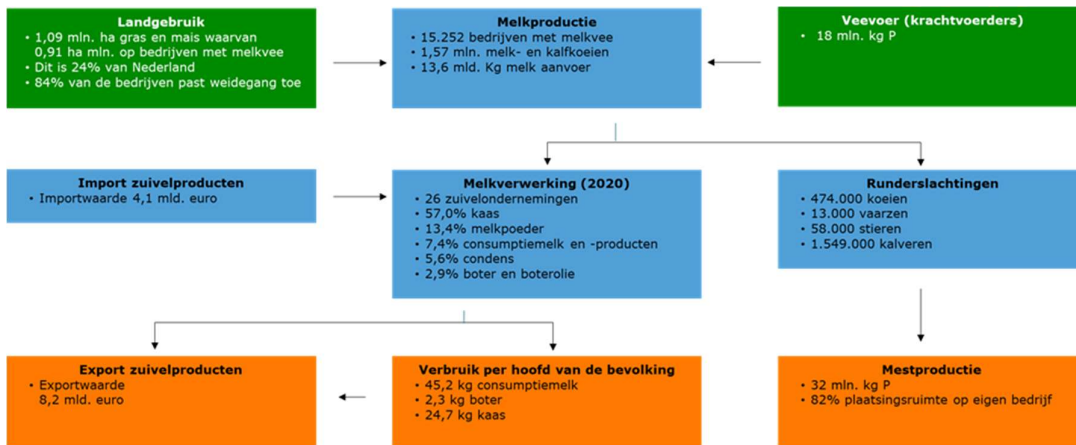 Landgebruik
• 1,09 mln. ha gras en mais waarvan
0,91 ha mln. op bedrijven met melkvee
• Dit is 24% van Nederland
• 84% van de bedrijven past weidegang toe
Melkproductie
• 15.252 bedrijven met melkvee
• 1,57 mln. melk- en kalfkoeien
• 13,6 mld. Kg melk aanvoer
Veevoer (krachtvoerders)
• 18 mln. kg P
Import zuivelproducten
• Importwaarde 4,1 mld. euro
Melkverwerking (2020)
• 26 zuivelondernemingen
• 57,0% kaas
• 13,4% melkpoeder
• 7,4% consumptiemelk en -producten
• 5,6% condens
• 2,9% boter en boterolie
Runderslachtingen
• 474.000 koeien
• 13.000 vaarzen
• 58.000 stieren
• 1.549.000 kalveren
Export zuivelproducten
• Exportwaarde
8,2 mld. euro
Verbruik per hoofd van de bevolking
• 45,2 kg consumptiemelk
• 2,3 kg boter
• 24,7 kg kaas
Mestproductie
• 32 mln. kg P
• 82% plaatsingsruimte op eigen bedrijf